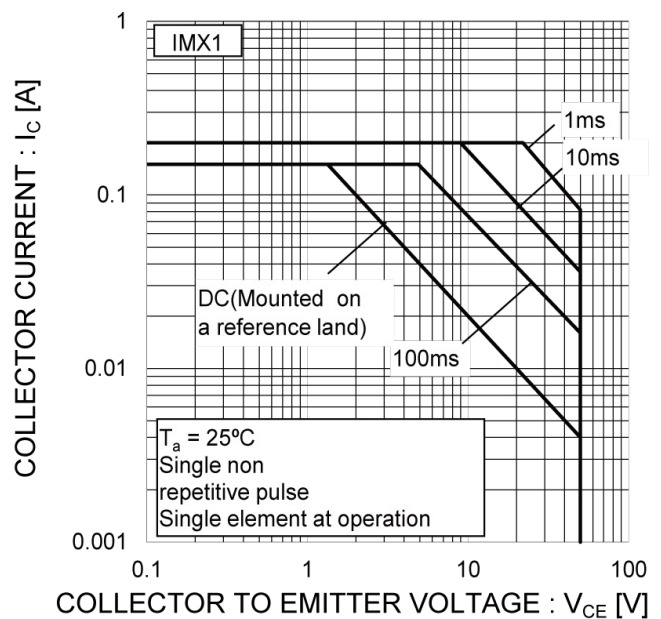 COLLECTOR CURRENT : IC [A]
1
0.1
0.01
0.001
IMX1
1ms
10ms
DC(Mounted on
a reference land)
100ms
Ta = 25ºC
Single non
repetitive pulse
Single element at operation
0.1
1
10
100
COLLECTOR TO EMITTER VOLTAGE : VCE [V]